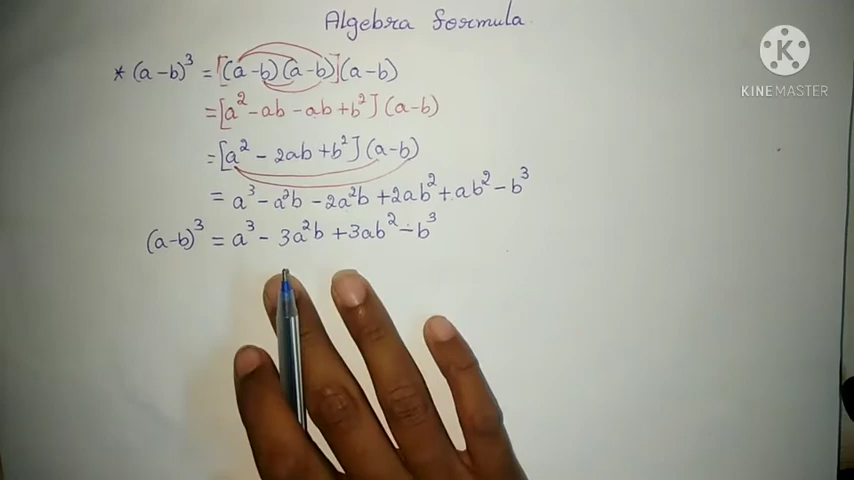 Algebra formula
* (a-b)³ = [(a-b)(a-b)](a-b)
= [a² - ab - ab + b²] (a-b)
= [a² - 2ab + b²] (a-b)
= a³ - a²b - 2a²b + 2ab² + ab² - b³
(a-b)³ = a³ - 3a²b + 3ab² - b³
K
KINEMASTER